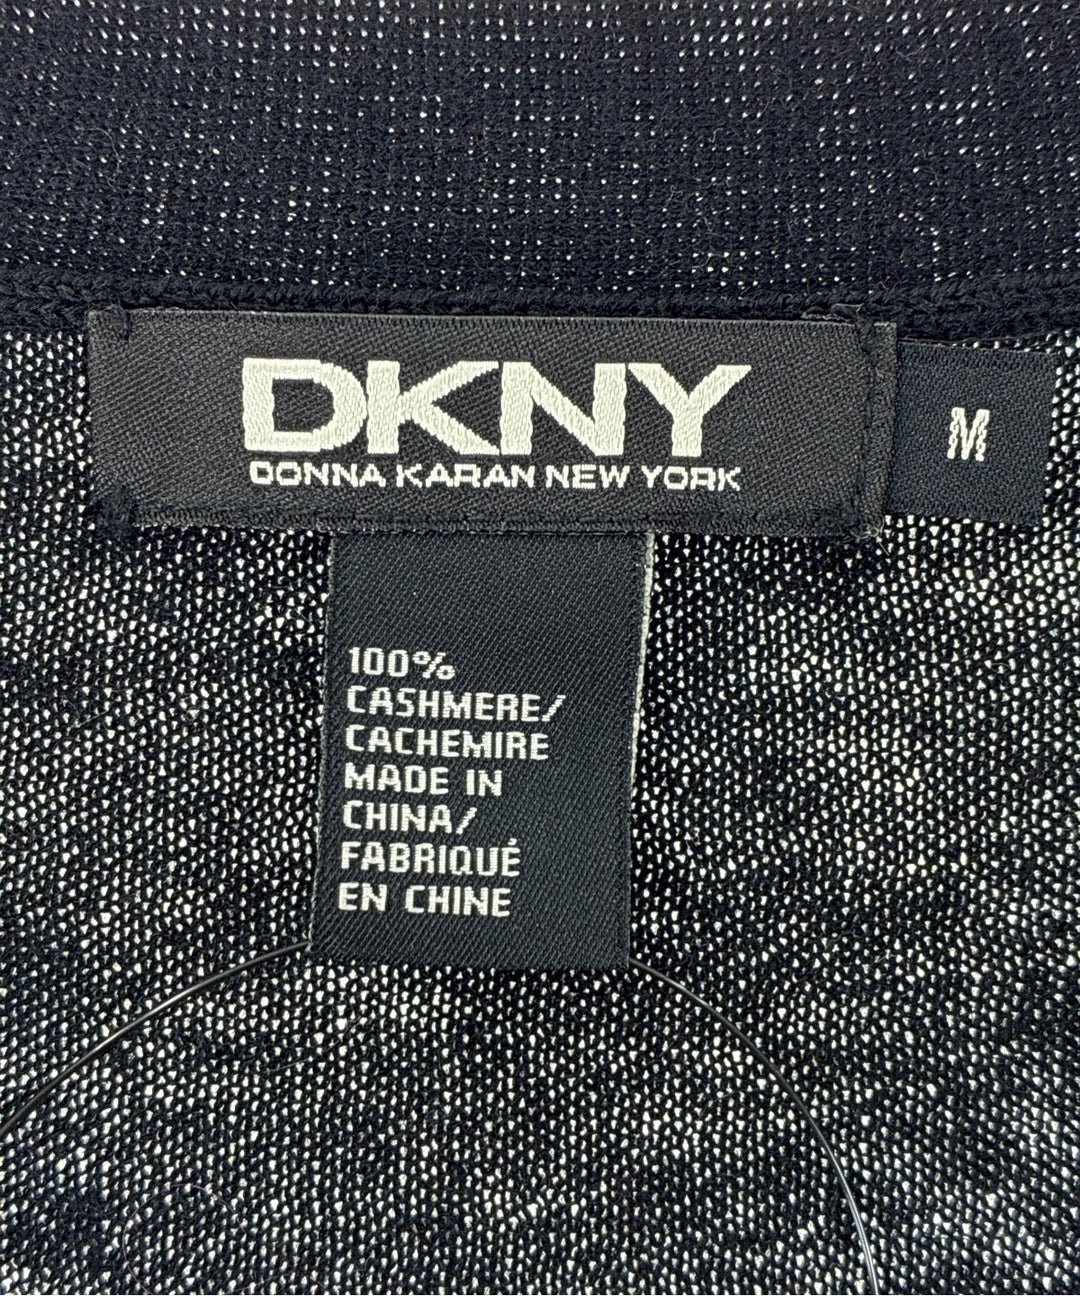 DKNY
DONNA KARAN NEW YORK
M
100%
CASHMERE/
CACHEMIRE
MADE IN
CHINA/
FABRIQUÉ
EN CHINE